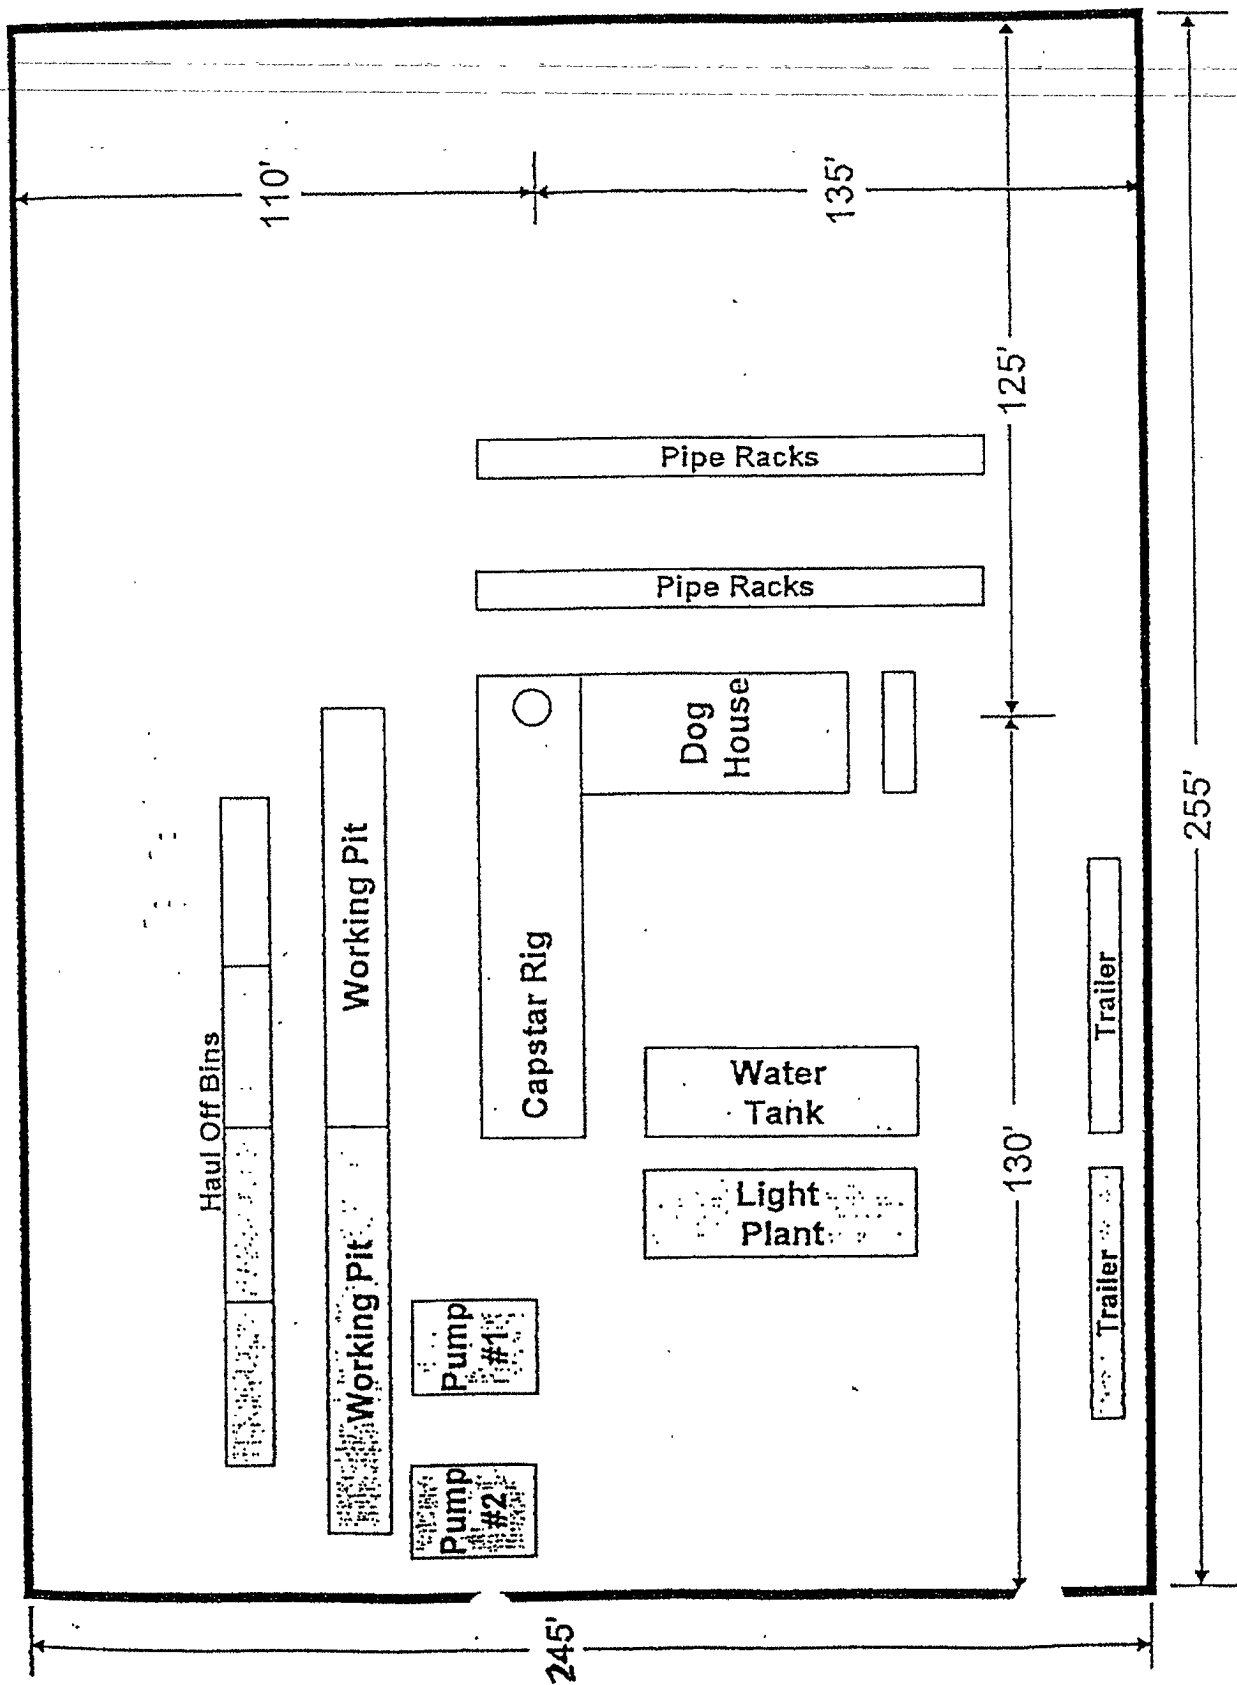 110'
135'
125'
Pipe Racks
Pipe Racks
Dog
House
255'
Working Pit
Capstar Rig
Haul Off Bins
Water
Tank
Trailer
130'
Light
Plant
Working Pit
Trailer
Pump
#1
Pump
#2
245'